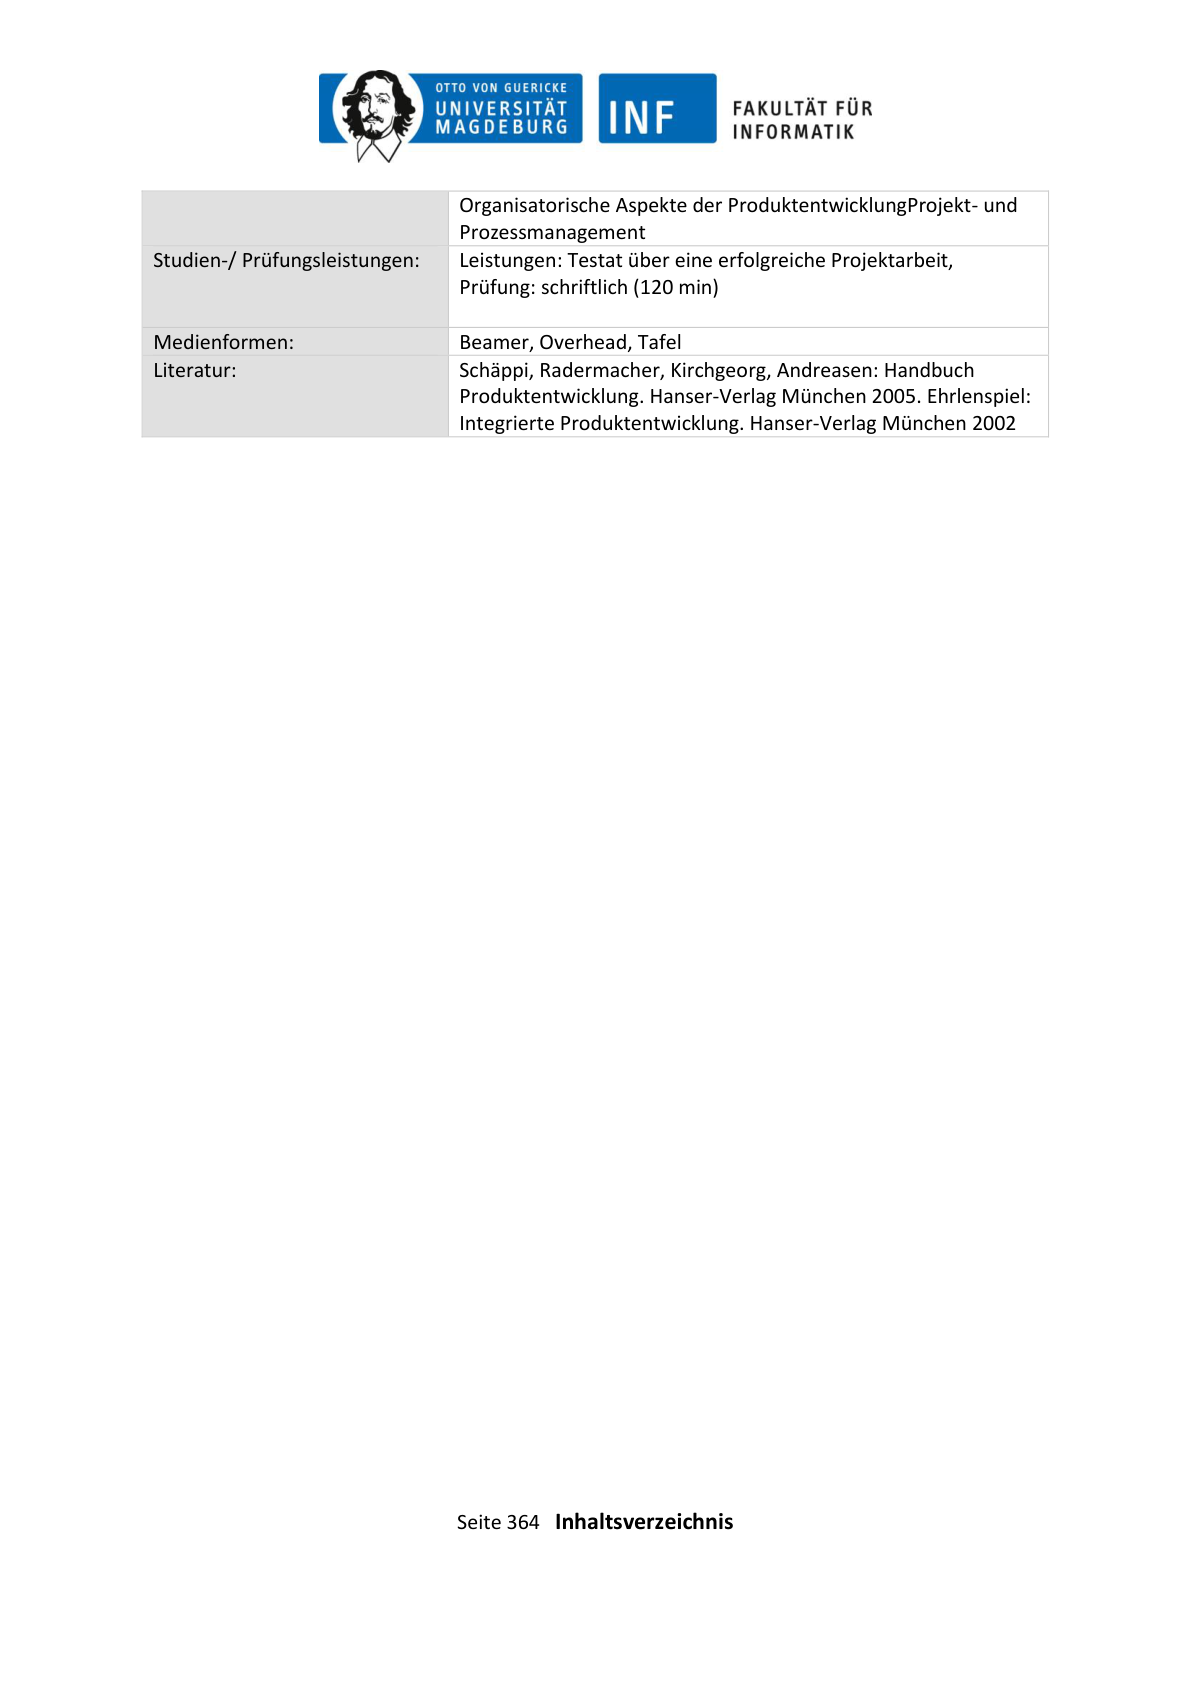 OTTO VON GUERICKE
UNIVERSITÄT
MAGDEBURG
INF
FAKULTÄT FÜR
INFORMATIK
Organisatorische Aspekte der ProduktentwicklungProjekt- und
Prozessmanagement
Studien-/ Prüfungsleistungen:
Leistungen: Testat über eine erfolgreiche Projektarbeit,
Prüfung: schriftlich (120 min)
Medienformen:
Beamer, Overhead, Tafel
Literatur:
Schäppi, Radermacher, Kirchgeorg, Andreasen: Handbuch
Produktentwicklung. Hanser-Verlag München 2005. Ehrlenspiel:
Integrierte Produktentwicklung. Hanser-Verlag München 2002
Seite 364 Inhaltsverzeichnis